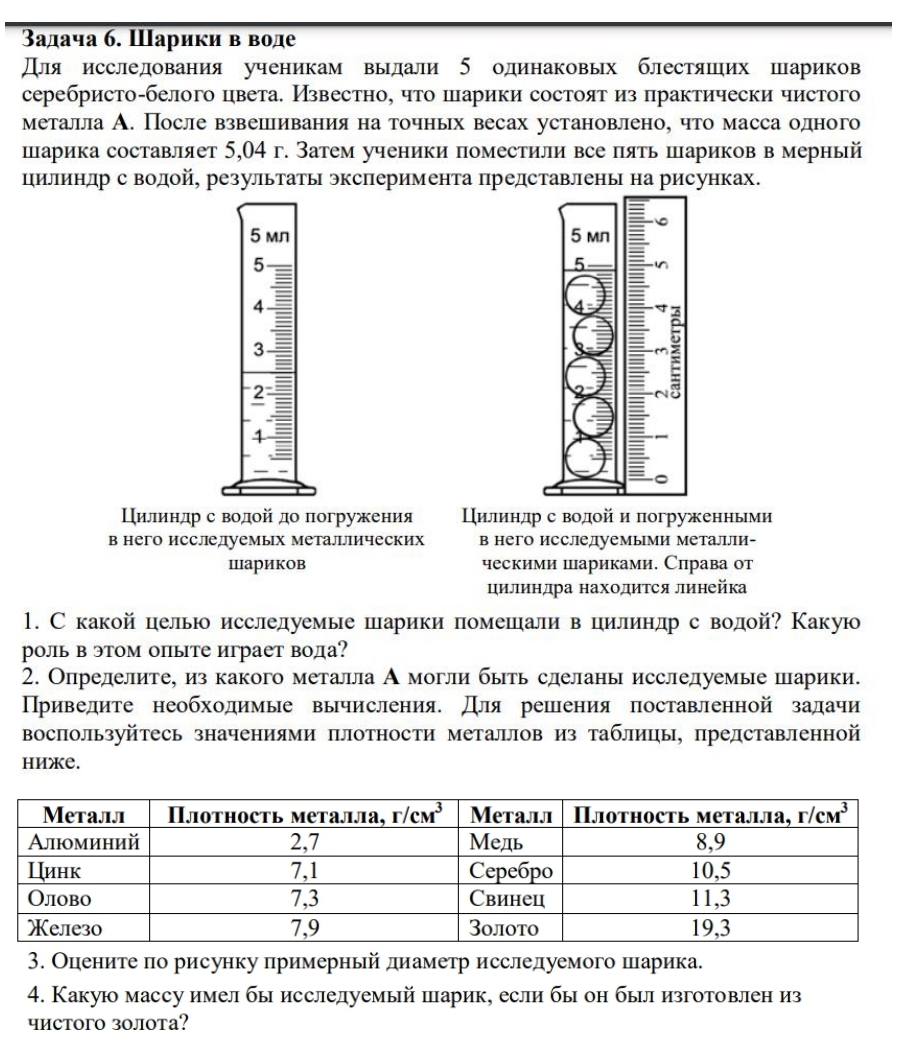 Задача 6. Шарики в воде
Для исследования ученикам выдали 5 одинаковых блестящих шариков
серебристо-белого цвета. Известно, что шарики состоят из практически чистого
металла А. После взвешивания на точных весах установлено, что масса одного
шарика составляет 5,04 г. Затем ученики поместили все пять шариков в мерный
цилиндр с водой, результаты эксперимента представлены на рисунках.
5 мл
5
4
3
2
1
5 мл
5
4
3
2
1
6
5
4
3
2
1
0
сантиметры
Цилиндр с водой до погружения
в него исследуемых металлических
шариков
Цилиндр с водой и погруженными
в него исследуемыми металли-
ческими шариками. Справа от
цилиндра находится линейка
1. С какой целью исследуемые шарики помещали в цилиндр с водой? Какую
роль в этом опыте играет вода?
2. Определите, из какого металла А могли быть сделаны исследуемые шарики.
Приведите необходимые вычисления. Для решения поставленной задачи
воспользуйтесь значениями плотности металлов из таблицы, представленной
ниже.
Металл Плотность металла, г/см³ Металл Плотность металла, г/см³
Алюминий 2,7 Медь 8,9
Цинк 7,1 Серебро 10,5
Олово 7,3 Свинец 11,3
Железо 7,9 Золото 19,3
3. Оцените по рисунку примерный диаметр исследуемого шарика.
4. Какую массу имел бы исследуемый шарик, если бы он был изготовлен из
чистого золота?